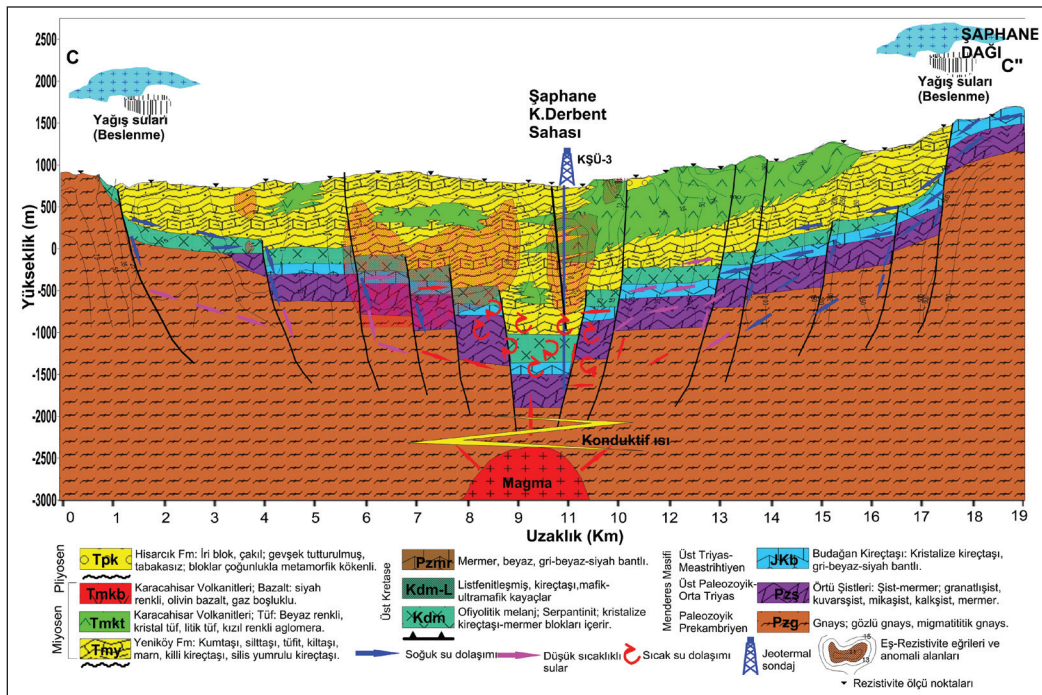 C
ŞAPHANE
DAĞI C"
Yağış suları
(Beslenme)
Yağış suları
(Beslenme)
Şaphane
K.Derbent
Sahası
KŞÜ-3
Yükseklik (m)
2500
2000
1500
1000
500
0
-500
-1000
-1500
-2000
-2500
-3000
Konduktif ısı
Magma
0 1 2 3 4 5 6 7 8 9 11 10 12 13 14 15 16 17 18 19
Uzaklık (Km)
Pliyosen
Tpk
Hisarcık Fm: İri blok, çakıl; gevşek tutturulmuş,
tabakasız; bloklar çoğunlukla metamorfik kökenli.
Miyosen
Tmkb
Karacahisar Volkanitleri; Bazalt: siyah
renkli, olivin bazalt, gaz boşluklu.
Tmkt
Karacahisar Volkanitleri; Tüf: Beyaz renkli,
kristal tüf, litik tüf, kızıl renkli aglomera.
Tmy
Yeniköy Fm: Kumtaşı, silttaşı, tüfit, kiltaşı,
marn, killi kireçtaşı, silis yumrulu kireçtaşı.
Üst Kretase
Pzmr
Mermer, beyaz, gri-beyaz-siyah bantlı.
Kdm-L
Listfenitleşmiş, kireçtaşı,mafik-
ultramafik kayaçlar
Kdm
Ofiyolitik melanj; Serpantinit; kristalize
kireçtaşı-mermer blokları içerir.
Menderes Masifi
Üst Triyas-
Meastrihtiyen
JKb
Budağan Kireçtaşı: Kristalize kireçtaşı,
gri-beyaz-siyah bantlı.
Üst Paleozoyik-
Orta Triyas
Pzş
Örtü Şistleri: Şist-mermer; granatlışist,
kuvarsşist, mikaşist, kalkşist, mermer.
Paleozoyik
Prekambriyen
Pzg
Gnays; gözlü gnays, migmatititik gnays.
Soğuk su dolaşımı
Düşük sıcaklıklı
sular
Sıcak su dolaşımı
Jeotermal
sondaj
Eş-Rezistivite eğrileri ve
anomali alanları
Rezistivite ölçü noktaları